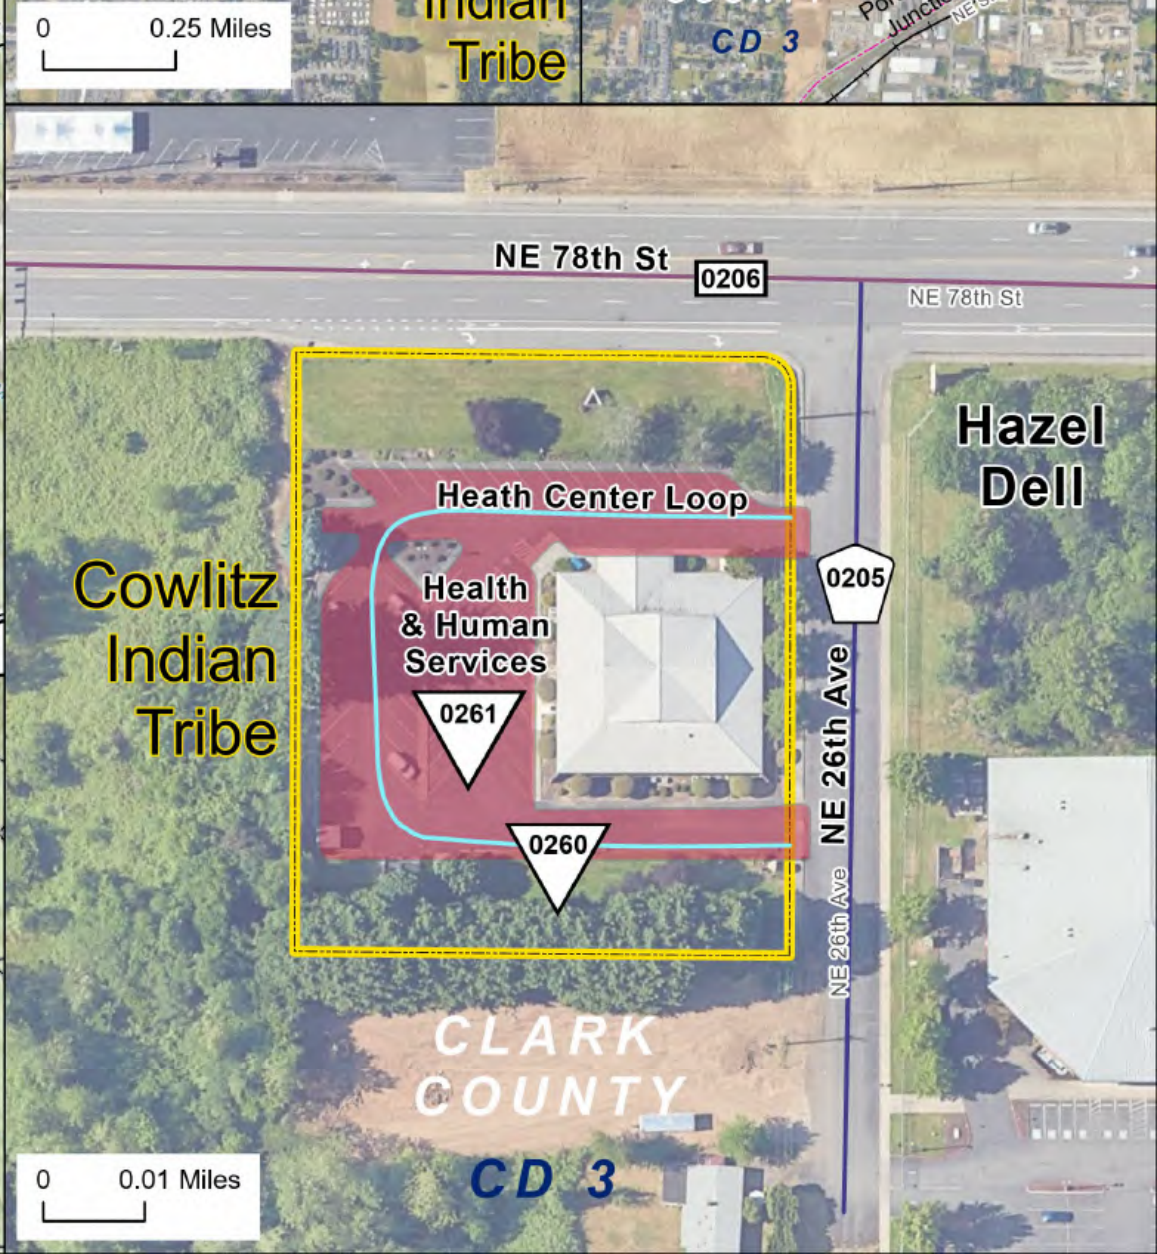 0 0.25 Miles
Indian
Tribe
CD 3
NE 78th St
0206
NE 78th St
Hazel
Dell
Heath Center Loop
Cowlitz
Indian
Tribe
Health
& Human
Services
0261
0260
0205
NE 26th Ave
NE 26th Ave
CLARK
COUNTY
CD 3
0 0.01 Miles